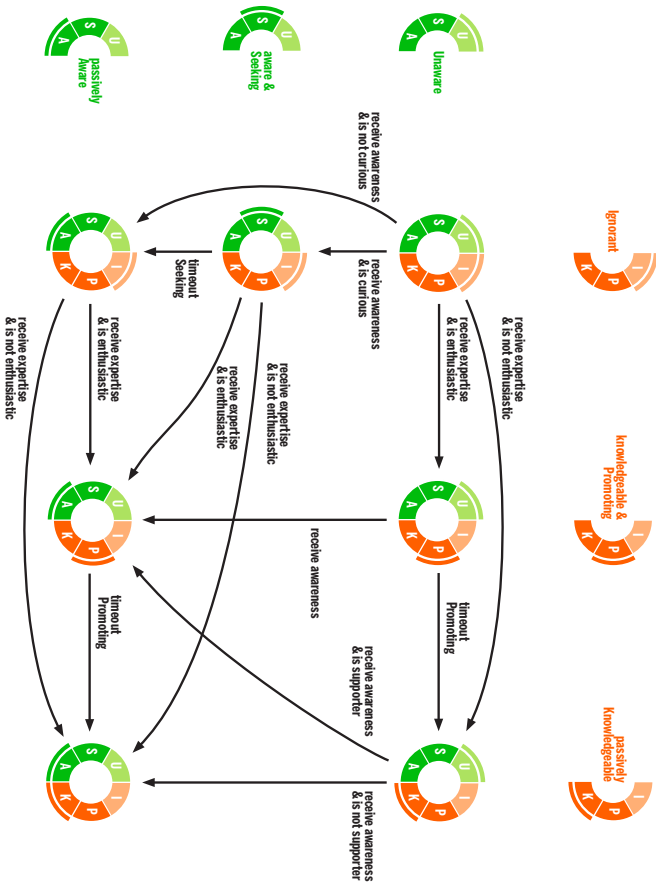 Ignorant
I
P
K
knowledgeable &
Promoting
I
P
K
passively
Knowledgeable
I
P
K
receive expertise
& is not enthusiastic
Unaware
U
S
A
U
I
S
P
A
K
receive expertise
& is enthusiastic
U
I
S
P
A
K
timeout
Promoting
U
I
S
P
A
K
receive awareness
& is not curious
receive awareness
& is curious
receive awareness
& is supporter
receive awareness
& is not supporter
receive awareness
aware &
Seeking
U
S
A
U
I
S
P
A
K
receive expertise
& is not enthusiastic
receive expertise
& is enthusiastic
timeout
Seeking
passively
Aware
U
S
A
U
I
S
P
A
K
receive expertise
& is enthusiastic
U
I
S
P
A
K
timeout
Promoting
U
I
S
P
A
K
receive expertise
& is not enthusiastic